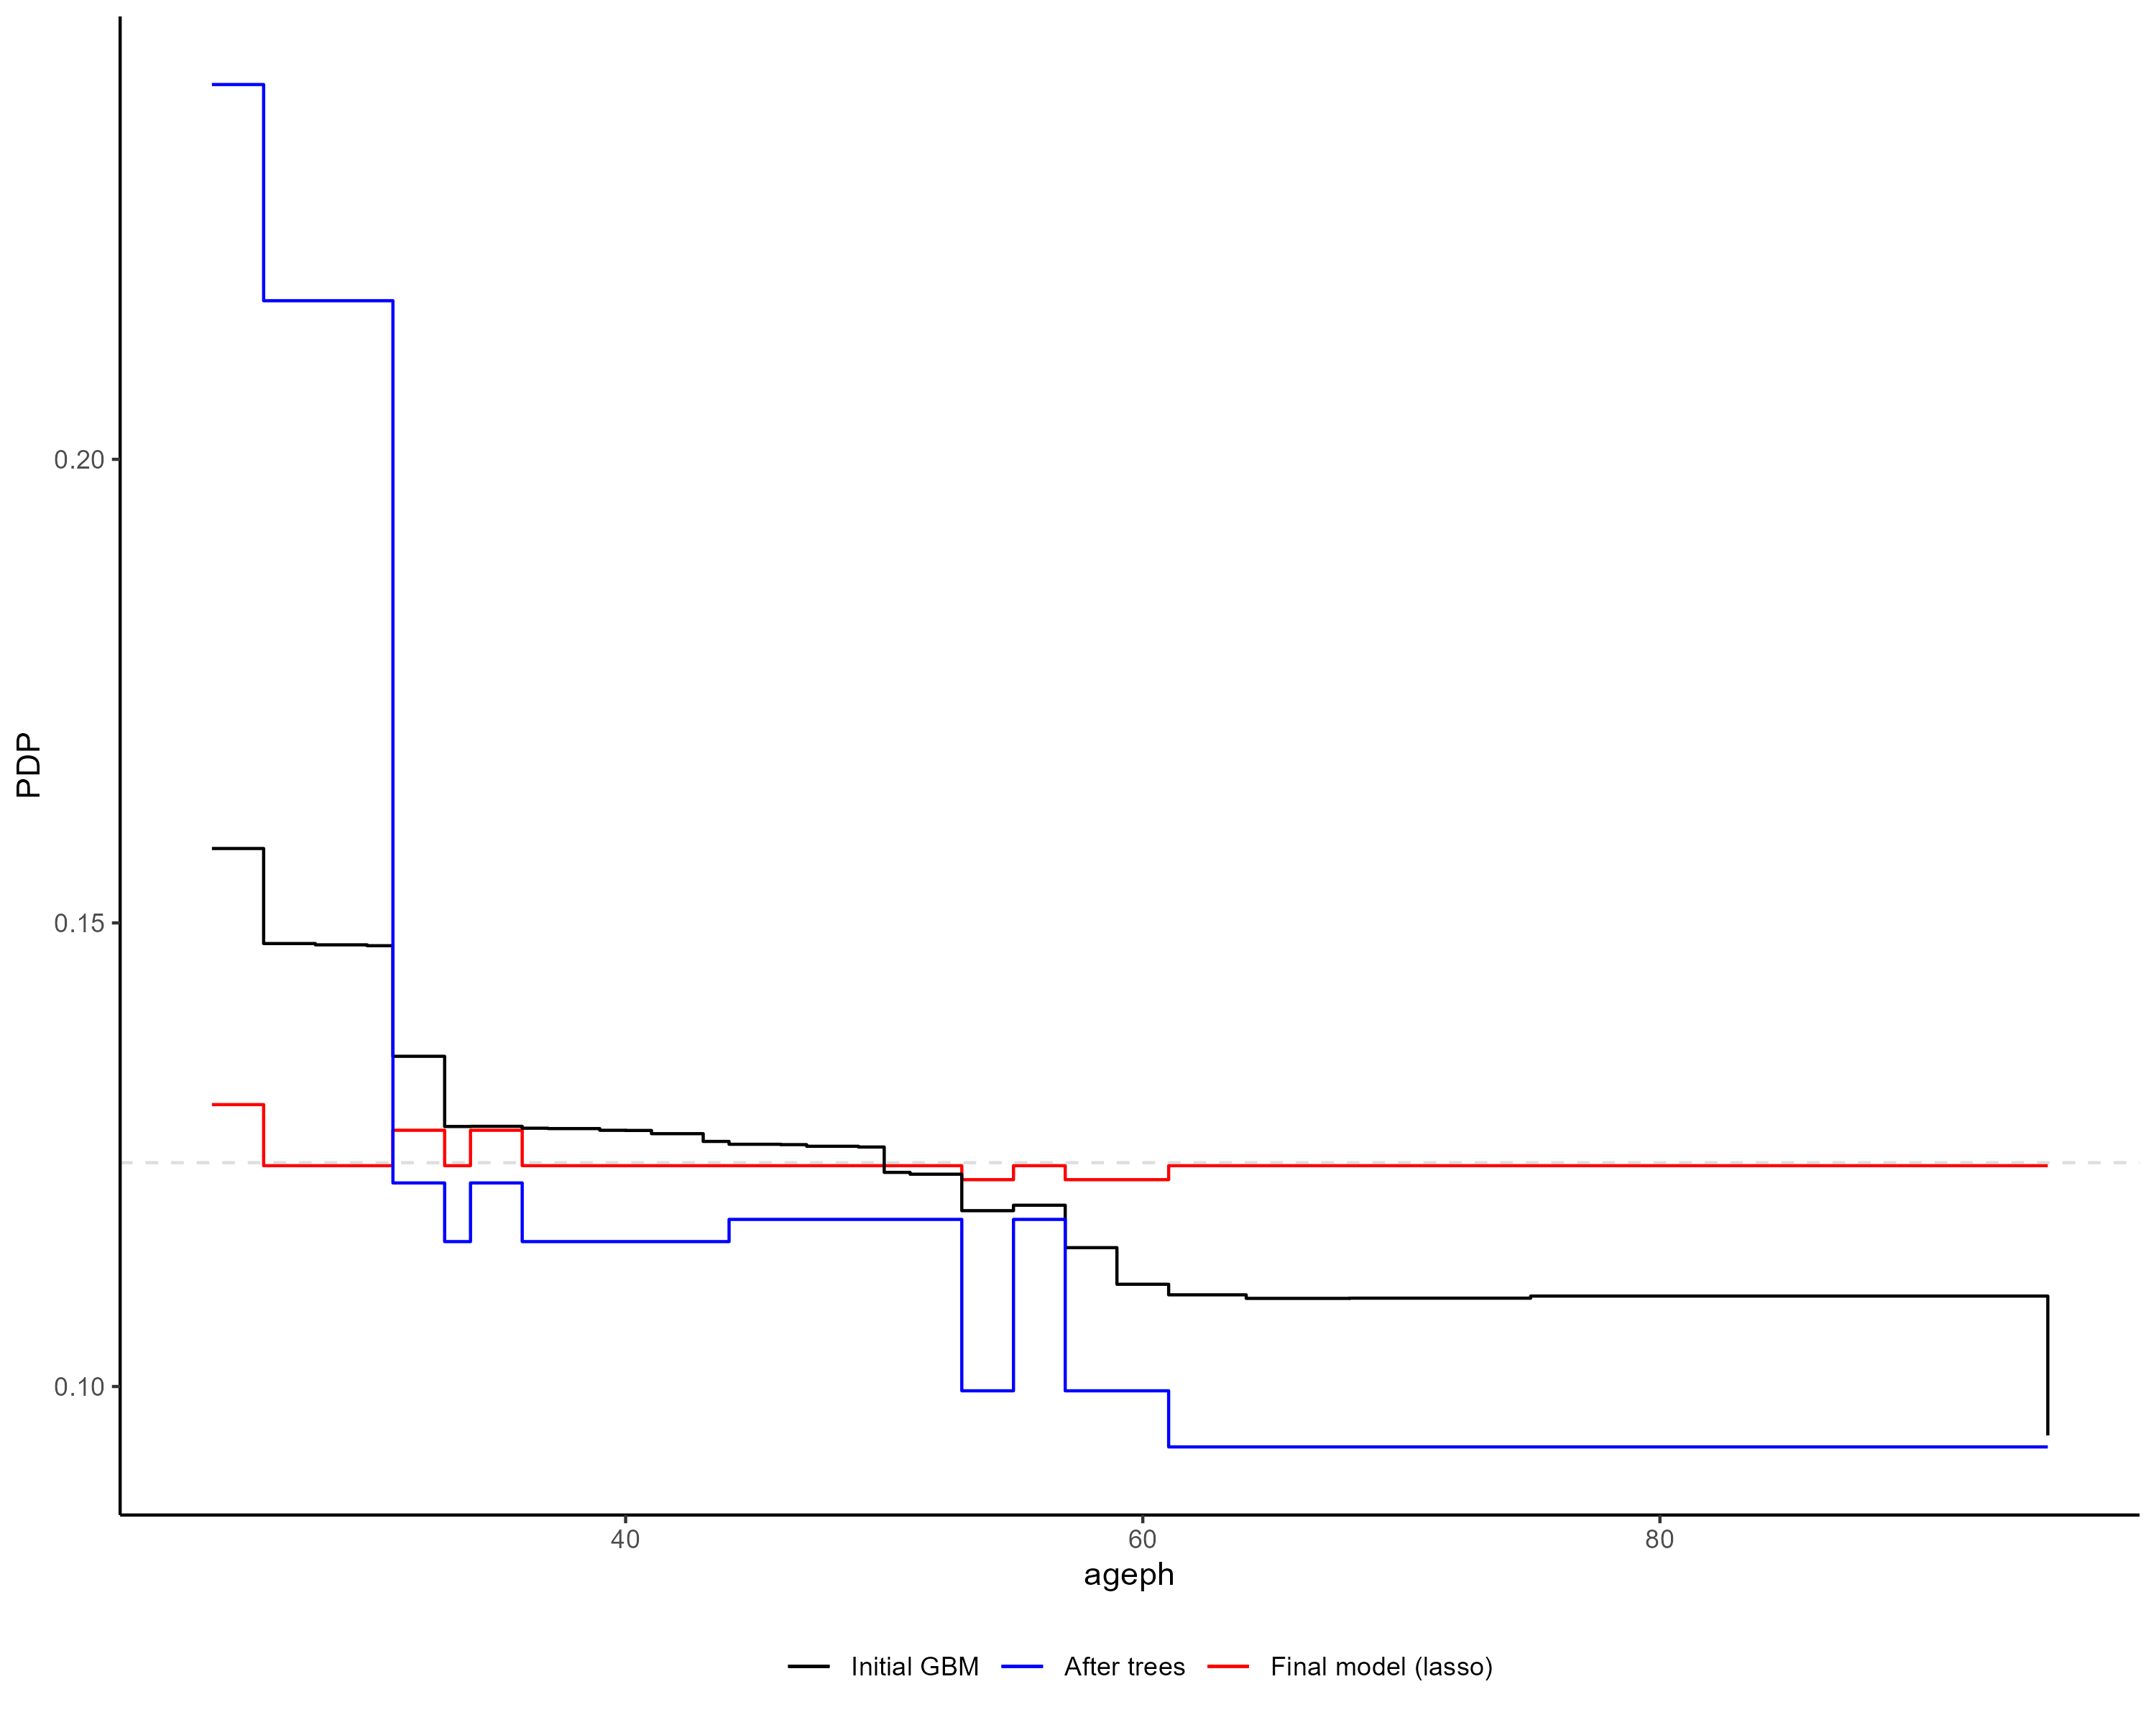 PDP
0.20
0.15
0.10
40 60 80
ageph
Initial GBM After trees Final model (lasso)